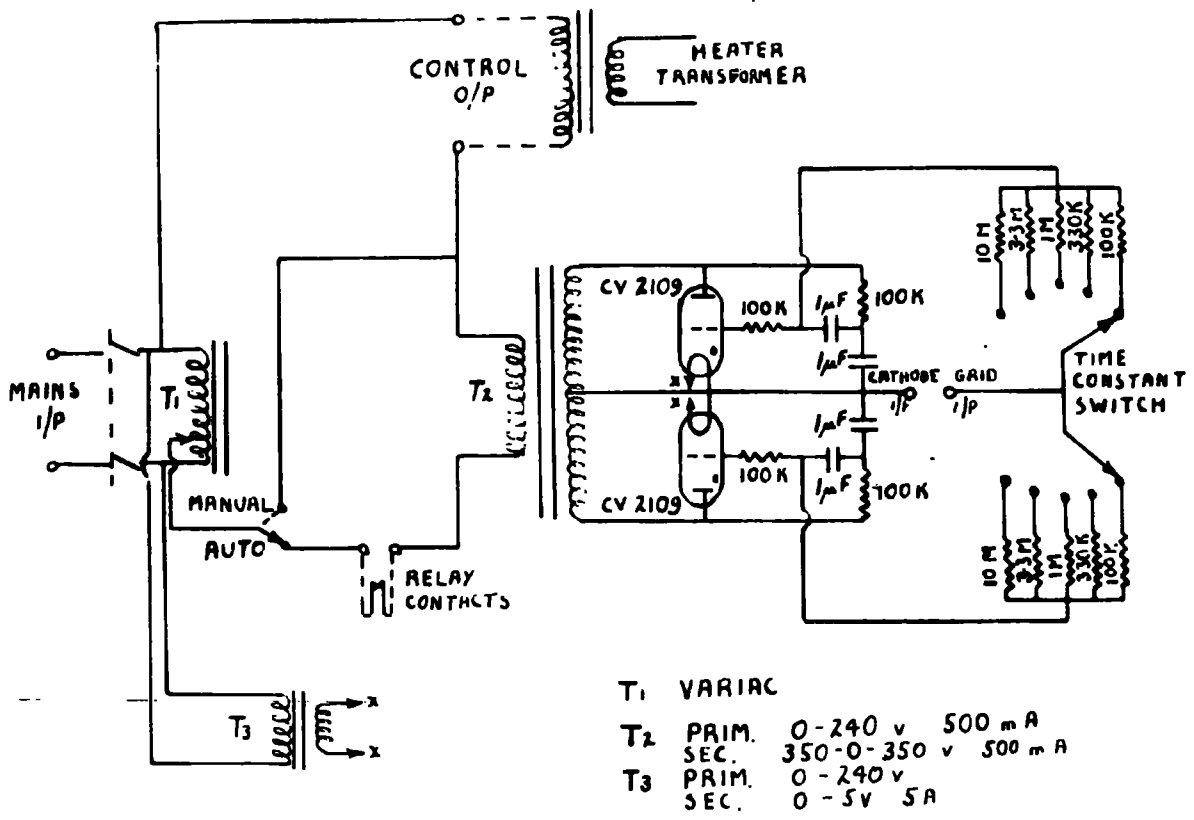 CONTROL
O/P
HEATER
TRANSFORMER
MAINS
I/P
T1
MANUAL
AUTO
RELAY
CONTACTS
T2
CV 2109
100K
1µF
100K
1µF
CATHODE
I/P
GRID
I/P
1µF
100K
1µF
100K
CV 2109
x
x
10M
3.3M
1M
330K
100K
TIME
CONSTANT
SWITCH
10M
3.3M
1M
330K
100K
T3
x
x
T1 VARIAC
T2 PRIM. 0-240 v 500 mA
SEC. 350-0-350 v 500 mA
T3 PRIM. 0-240 v
SEC. 0-5V 5A